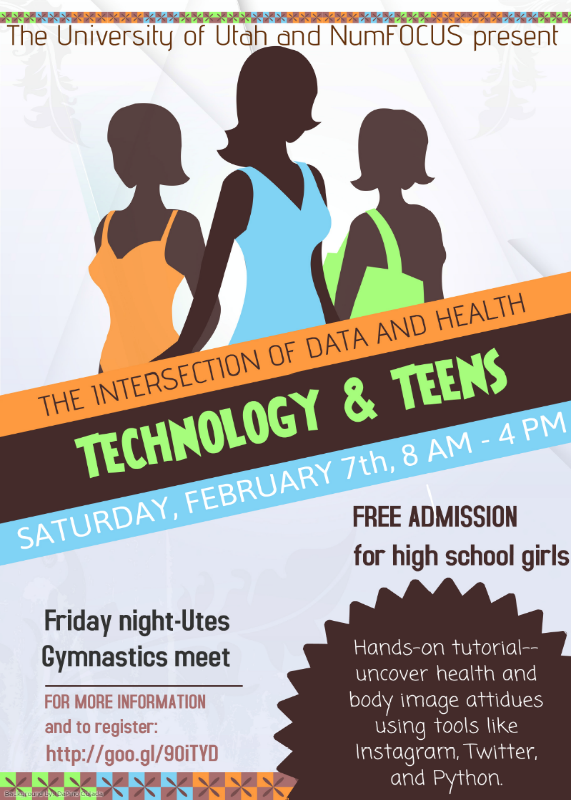 The University of Utah and NumFOCUS present
THE INTERSECTION OF DATA AND HEALTH
TECHNOLOGY & TEENS
SATURDAY, FEBRUARY 7th, 8 AM - 4 PM
FREE ADMISSION
for high school girls
Friday night-Utes
Gymnastics meet
FOR MORE INFORMATION
and to register:
http://goo.gl/9OiTYD
Hands-on tutorial--
uncover health and
body image attidues
using tools like
Instagram, Twitter,
and Python.